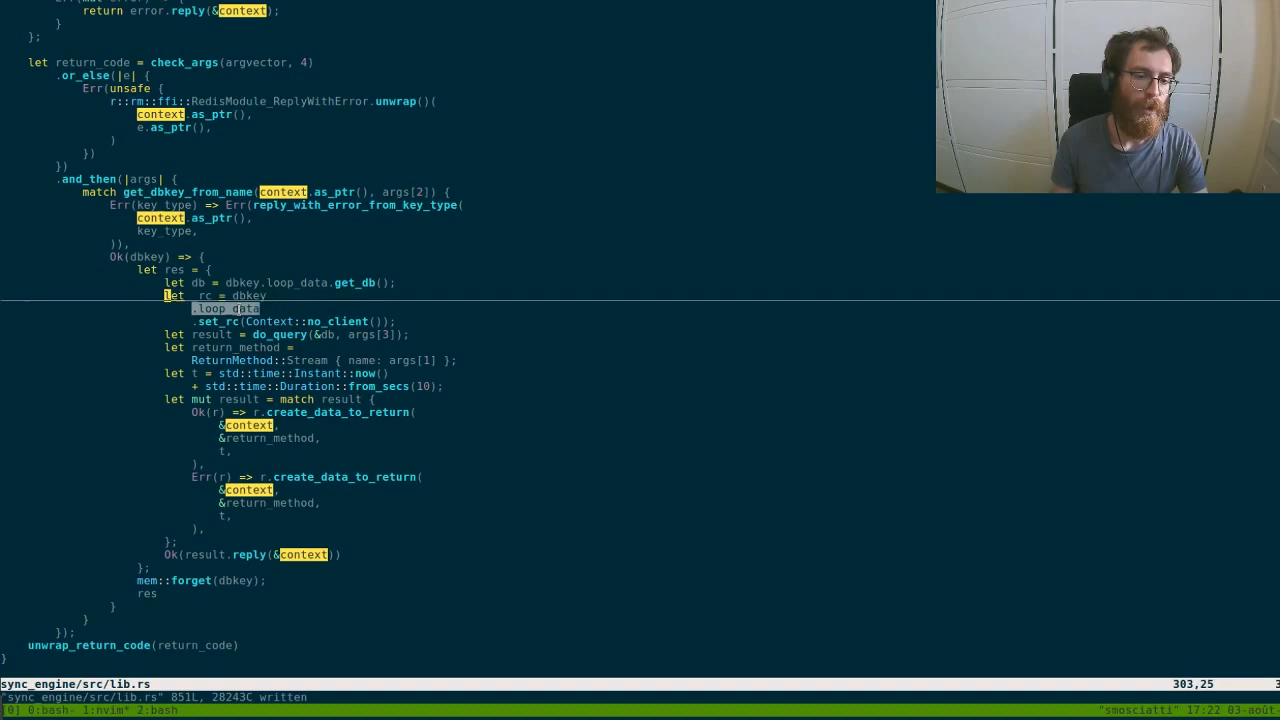 return error.reply(&context);
}
};
let return_code = check_args(argvector, 4)
.or_else(|e| {
Err(unsafe {
r::rm::ffi::RedisModule_ReplyWithError.unwrap()(
context.as_ptr(),
e.as_ptr(),
)
})
})
.and_then(|args| {
match get_dbkey_from_name(context.as_ptr(), args[2]) {
Err(key_type) => Err(reply_with_error_from_key_type(
context.as_ptr(),
key_type,
)),
Ok(dbkey) => {
let res = {
let db = dbkey.loop_data.get_db();
let _rc = dbkey
.loop_data
.set_rc(Context::no_client());
let result = do_query(&db, args[3]);
let return_method =
ReturnMethod::Stream { name: args[1] };
let t = std::time::Instant::now()
+ std::time::Duration::from_secs(10);
let mut result = match result {
Ok(r) => r.create_data_to_return(
&context,
&return_method,
t,
),
Err(r) => r.create_data_to_return(
&context,
&return_method,
t,
),
};
Ok(result.reply(&context))
};
mem::forget(dbkey);
res
}
}
});
unwrap_return_code(return_code)
}
sync_engine/src/lib.rs 303,25 3
"sync_engine/src/lib.rs" 851L, 28243C written
[0] 0:bash- 1:nvim* 2:bash "smosciatti" 17:22 03-août-